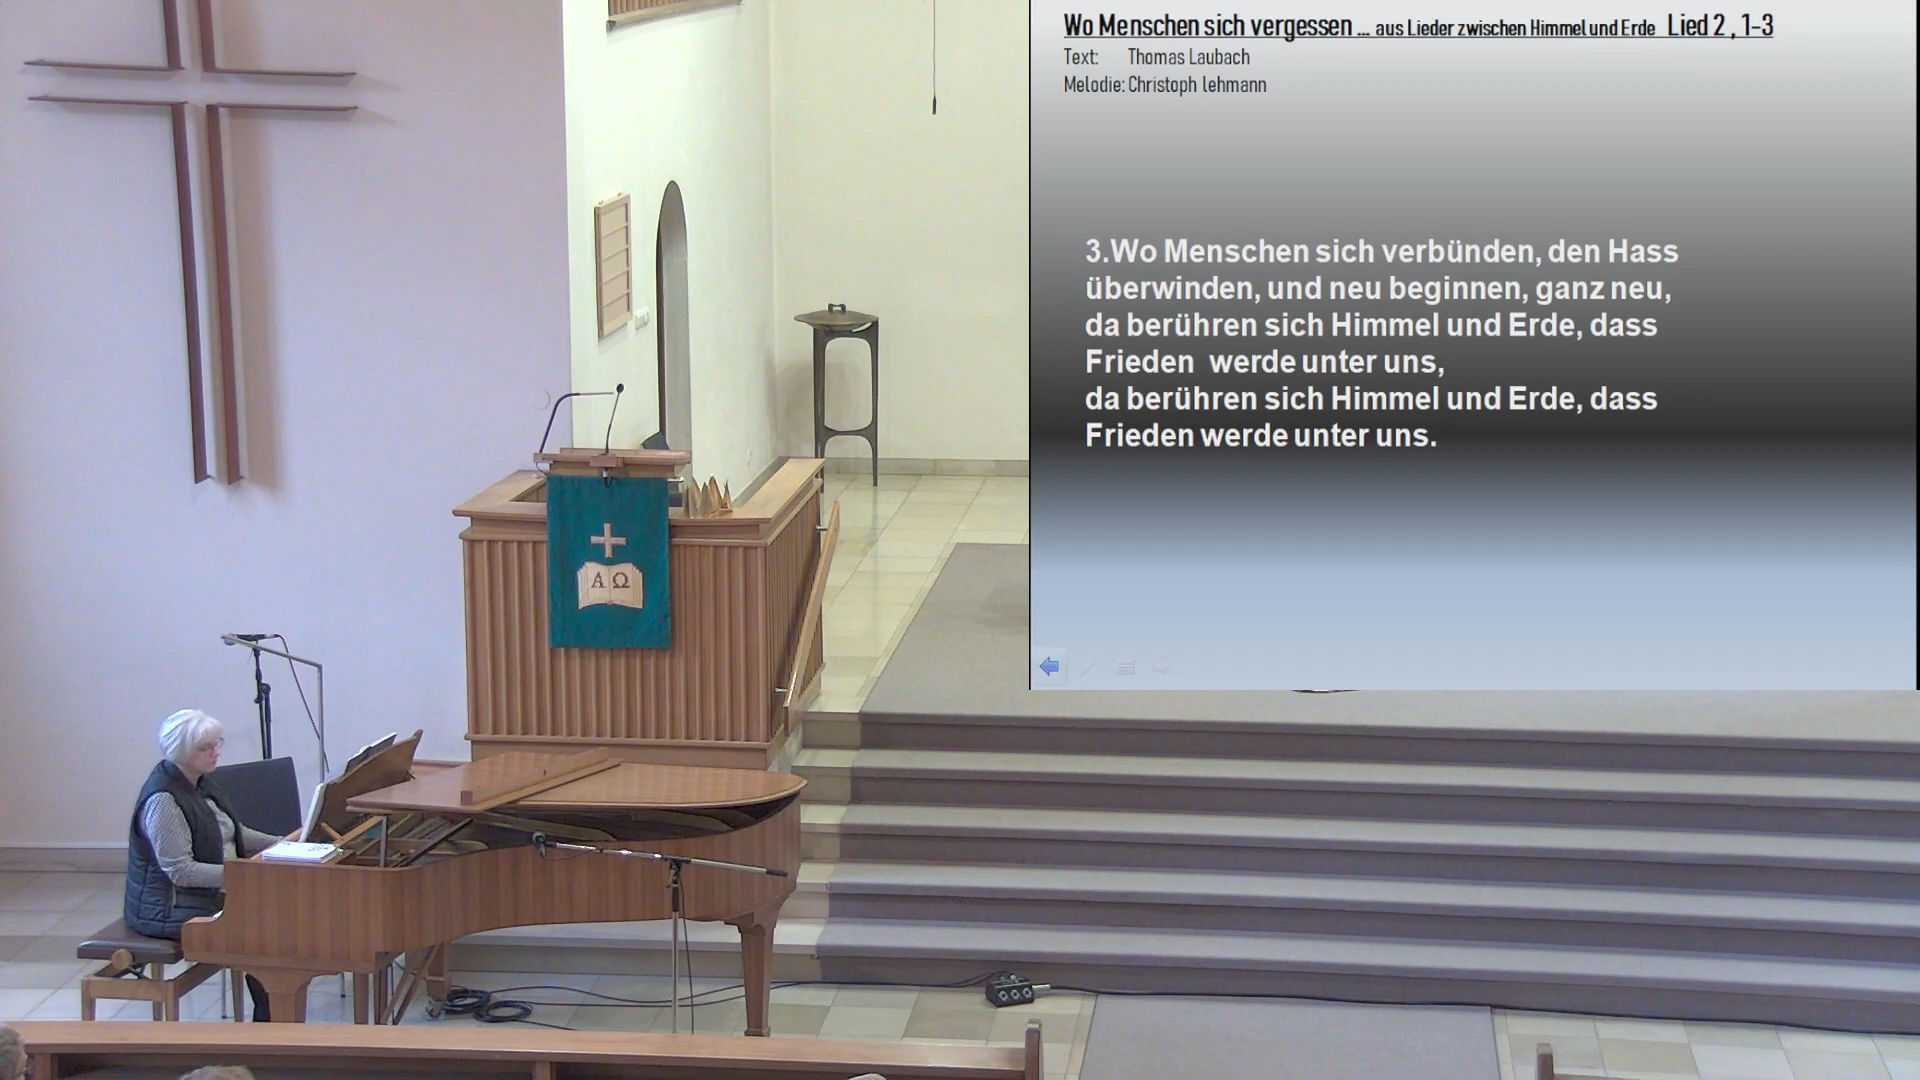 Wo Menschen sich vergessen ... aus Lieder zwischen Himmel und Erde Lied 2 , 1-3
Text: Thomas Laubach
Melodie: Christoph lehmann
3.Wo Menschen sich verbünden, den Hass
überwinden, und neu beginnen, ganz neu,
da berühren sich Himmel und Erde, dass
Frieden werde unter uns,
da berühren sich Himmel und Erde, dass
Frieden werde unter uns.
Α Ω